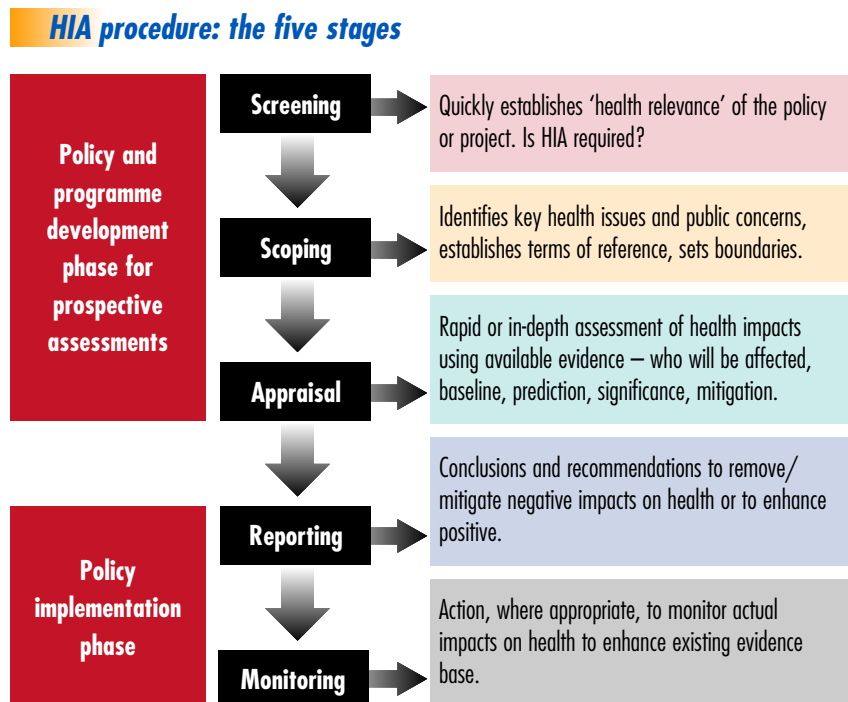 HIA procedure: the five stages
Policy and
programme
development
phase for
prospective
assessments
Screening
Quickly establishes ‘health relevance’ of the policy
or project. Is HIA required?
Scoping
Identifies key health issues and public concerns,
establishes terms of reference, sets boundaries.
Appraisal
Rapid or in-depth assessment of health impacts
using available evidence – who will be affected,
baseline, prediction, significance, mitigation.
Policy
implementation
phase
Reporting
Conclusions and recommendations to remove/
mitigate negative impacts on health or to enhance
positive.
Monitoring
Action, where appropriate, to monitor actual
impacts on health to enhance existing evidence
base.